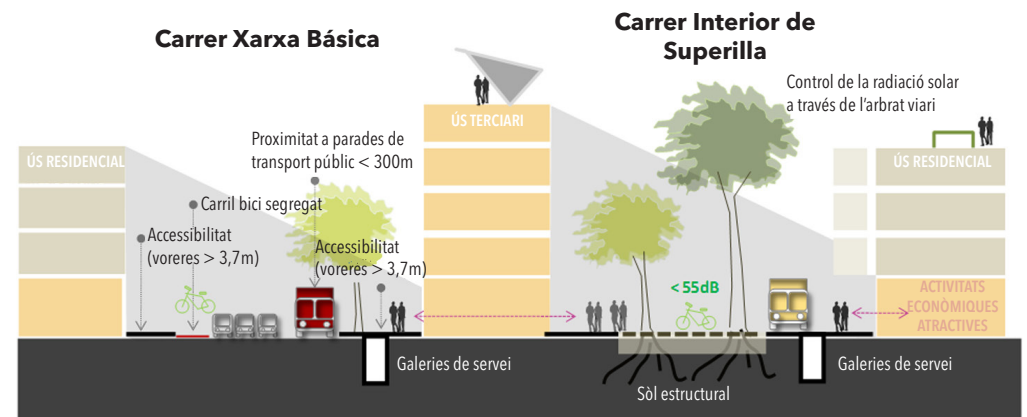 Carrer Xarxa Básica
Carrer Interior de
Superilla
Control de la radiació solar
a través de l'arbrat viari
ÚS TERCIARI
Proximitat a parades de
transport públic < 300m
ÚS RESIDENCIAL
ÚS RESIDENCIAL
Carril bici segregat
Accessibilitat
(voreres > 3,7m)
Accessibilitat
(voreres > 3,7m)
< 55dB
ACTIVITATS
ECONÒMIQUES
ATRACTIVES
Galeries de servei
Galeries de servei
Sòl estructural